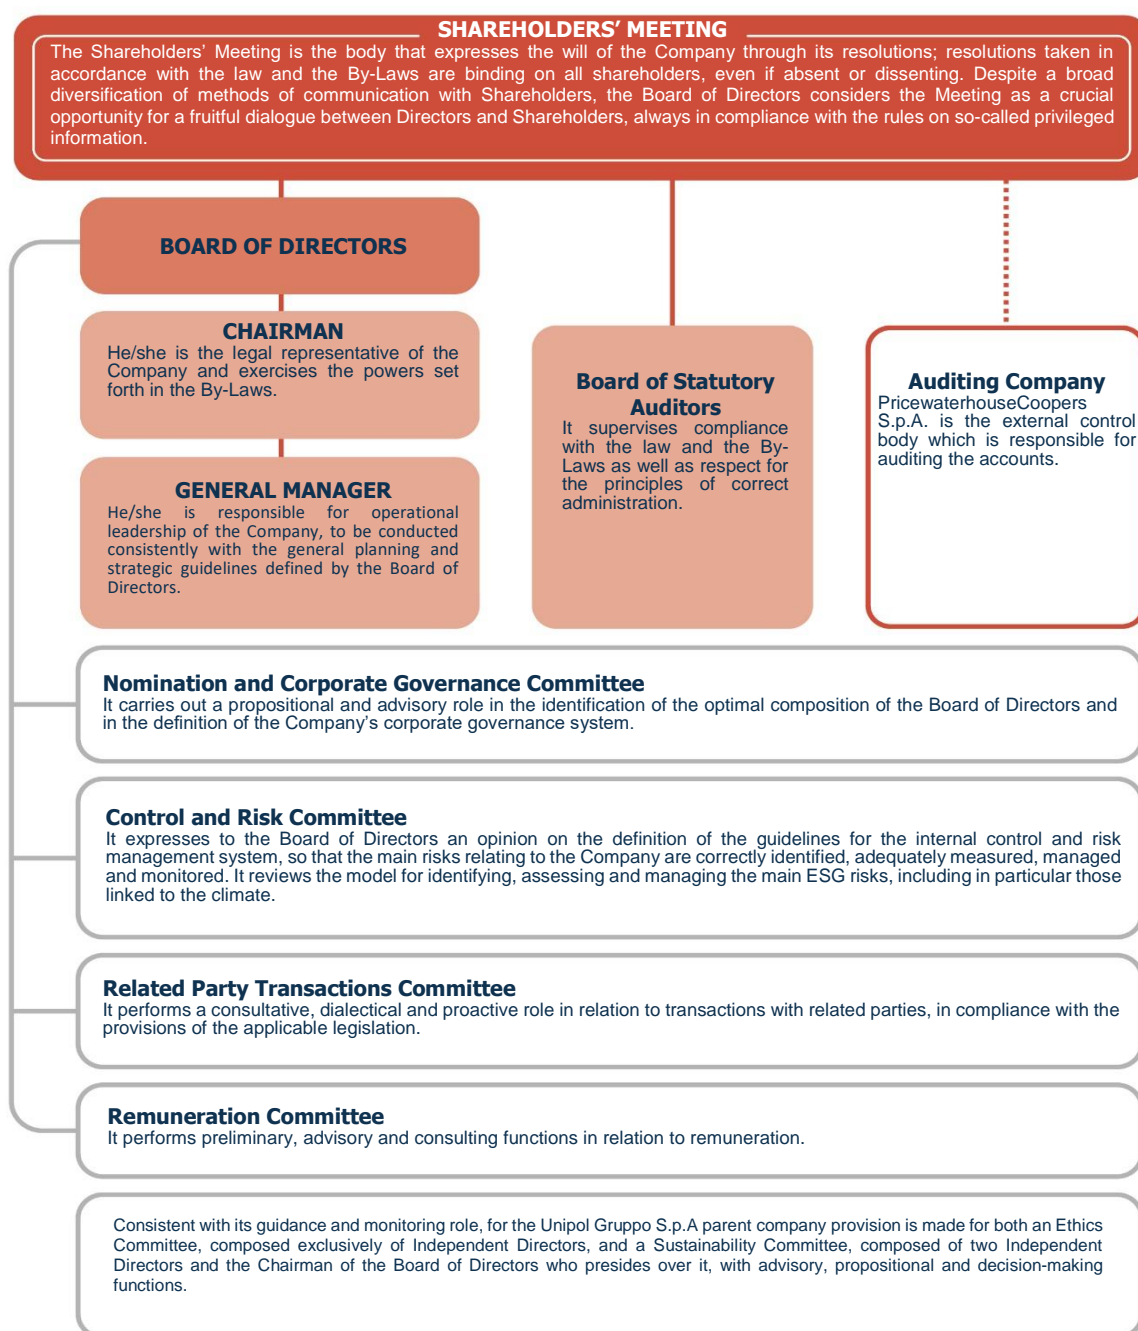 SHAREHOLDERS' MEETING
The Shareholders' Meeting is the body that expresses the will of the Company through its resolutions; resolutions taken in
accordance with the law and the By-Laws are binding on all shareholders, even if absent or dissenting. Despite a broad
diversification of methods of communication with Shareholders, the Board of Directors considers the Meeting as a crucial
opportunity for a fruitful dialogue between Directors and Shareholders, always in compliance with the rules on so-called privileged
information.
BOARD OF DIRECTORS
CHAIRMAN
He/she is the legal representative of the
Company and exercises the powers set
forth in the By-Laws.
GENERAL MANAGER
He/she is responsible for operational
leadership of the Company, to be conducted
consistently with the general planning and
strategic guidelines defined by the Board of
Directors.
Board of Statutory
Auditors
It supervises compliance
with the law and the By-
Laws as well as respect for
the principles of correct
administration.
Auditing Company
PricewaterhouseCoopers
S.p.A. is the external control
body which is responsible for
auditing the accounts.
Nomination and Corporate Governance Committee
It carries out a propositional and advisory role in the identification of the optimal composition of the Board of Directors and
in the definition of the Company's corporate governance system.
Control and Risk Committee
It expresses to the Board of Directors an opinion on the definition of the guidelines for the internal control and risk
management system, so that the main risks relating to the Company are correctly identified, adequately measured, managed
and monitored. It reviews the model for identifying, assessing and managing the main ESG risks, including in particular those
linked to the climate.
Related Party Transactions Committee
It performs a consultative, dialectical and proactive role in relation to transactions with related parties, in compliance with the
provisions of the applicable legislation.
Remuneration Committee
It performs preliminary, advisory and consulting functions in relation to remuneration.
Consistent with its guidance and monitoring role, for the Unipol Gruppo S.p.A parent company provision is made for both an Ethics
Committee, composed exclusively of Independent Directors, and a Sustainability Committee, composed of two Independent
Directors and the Chairman of the Board of Directors who presides over it, with advisory, propositional and decision-making
functions.